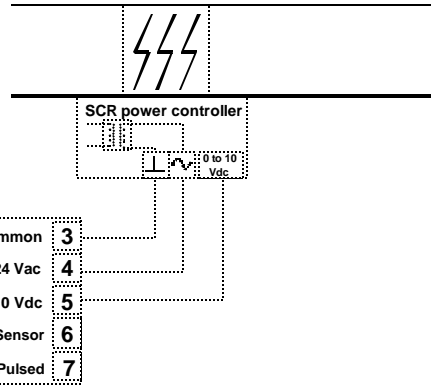 SCR power controller
0 to 10
Vdc
mmon 3
24 Vac 4
0 Vdc 5
Sensor 6
Pulsed 7